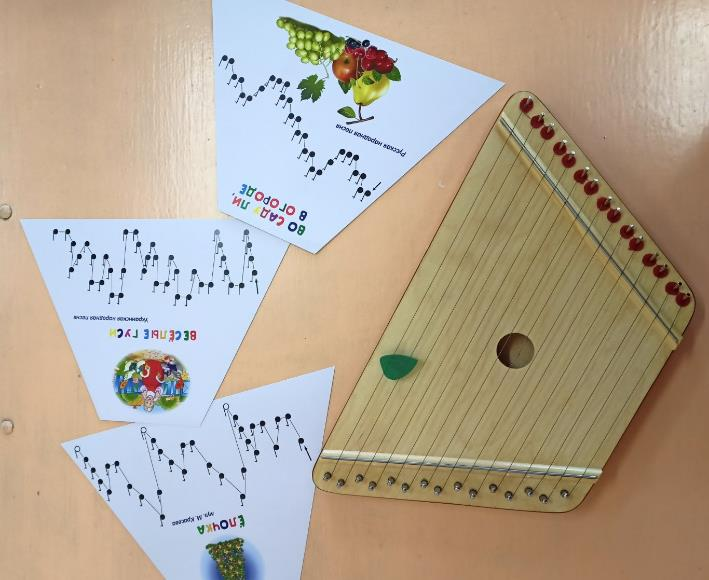 ВО САДУ ЛИ,
В ОГОРОДЕ
Русская народная песня
ВЕСЁЛЫЕ ГУСИ
Украинская народная песня
ЁЛОЧКА
Муз. М. Красева